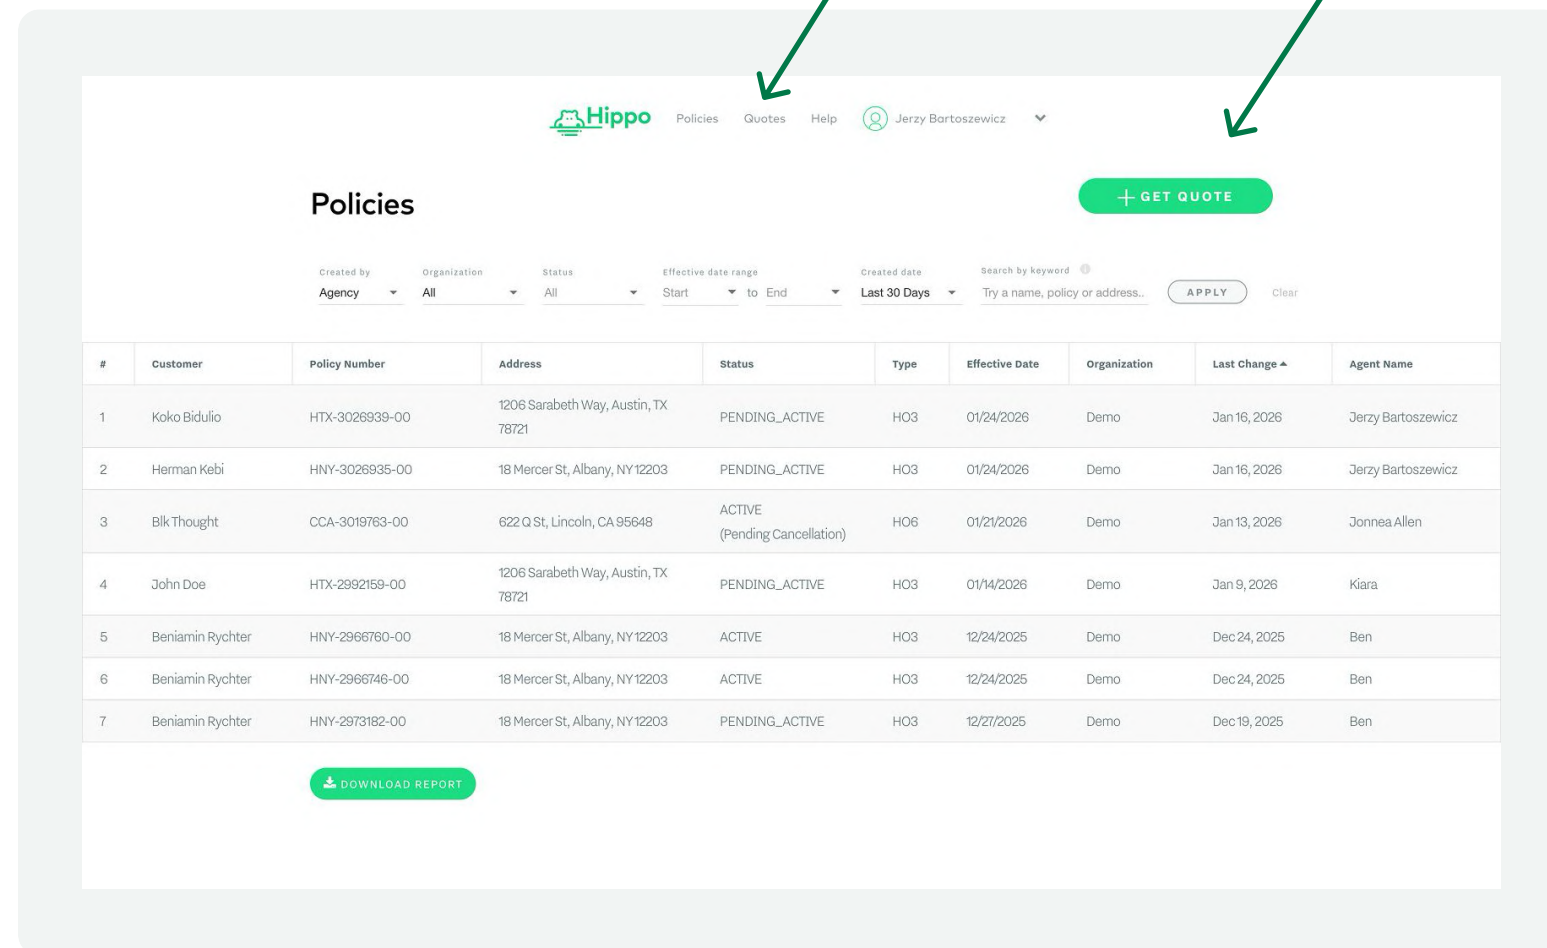 Hippo Policies Quotes Help Jerzy Bartoszewicz
Policies
GET QUOTE
Created by Organization Status Effective date range Created date Search by keyword
Agency All All Start to End Last 30 Days Try a name, policy or address.. APPLY Clear
# Customer Policy Number Address Status Type Effective Date Organization Last Change Agent Name
1 Koko Bidulio HTX-3026939-00 1206 Sarabeth Way, Austin, TX PENDING_ACTIVE HO3 01/24/2026 Demo Jan 16, 2026 Jerzy Bartoszewicz
78721
2 Herman Kebi HNY-3026935-00 18 Mercer St, Albany, NY 12203 PENDING_ACTIVE HO3 01/24/2026 Demo Jan 16, 2026 Jerzy Bartoszewicz
3 Blk Thought CCA-3019763-00 622 Q St, Lincoln, CA 95648 ACTIVE HO6 01/21/2026 Demo Jan 13, 2026 Jonnea Allen
(Pending Cancellation)
4 John Doe HTX-2992159-00 1206 Sarabeth Way, Austin, TX PENDING_ACTIVE HO3 01/14/2026 Demo Jan 9, 2026 Kiara
78721
5 Beniamin Rychter HNY-2966760-00 18 Mercer St, Albany, NY 12203 ACTIVE HO3 12/24/2025 Demo Dec 24, 2025 Ben
6 Beniamin Rychter HNY-2966746-00 18 Mercer St, Albany, NY 12203 ACTIVE HO3 12/24/2025 Demo Dec 24, 2025 Ben
7 Beniamin Rychter HNY-2973182-00 18 Mercer St, Albany, NY 12203 PENDING_ACTIVE HO3 12/27/2025 Demo Dec 19, 2025 Ben
DOWNLOAD REPORT